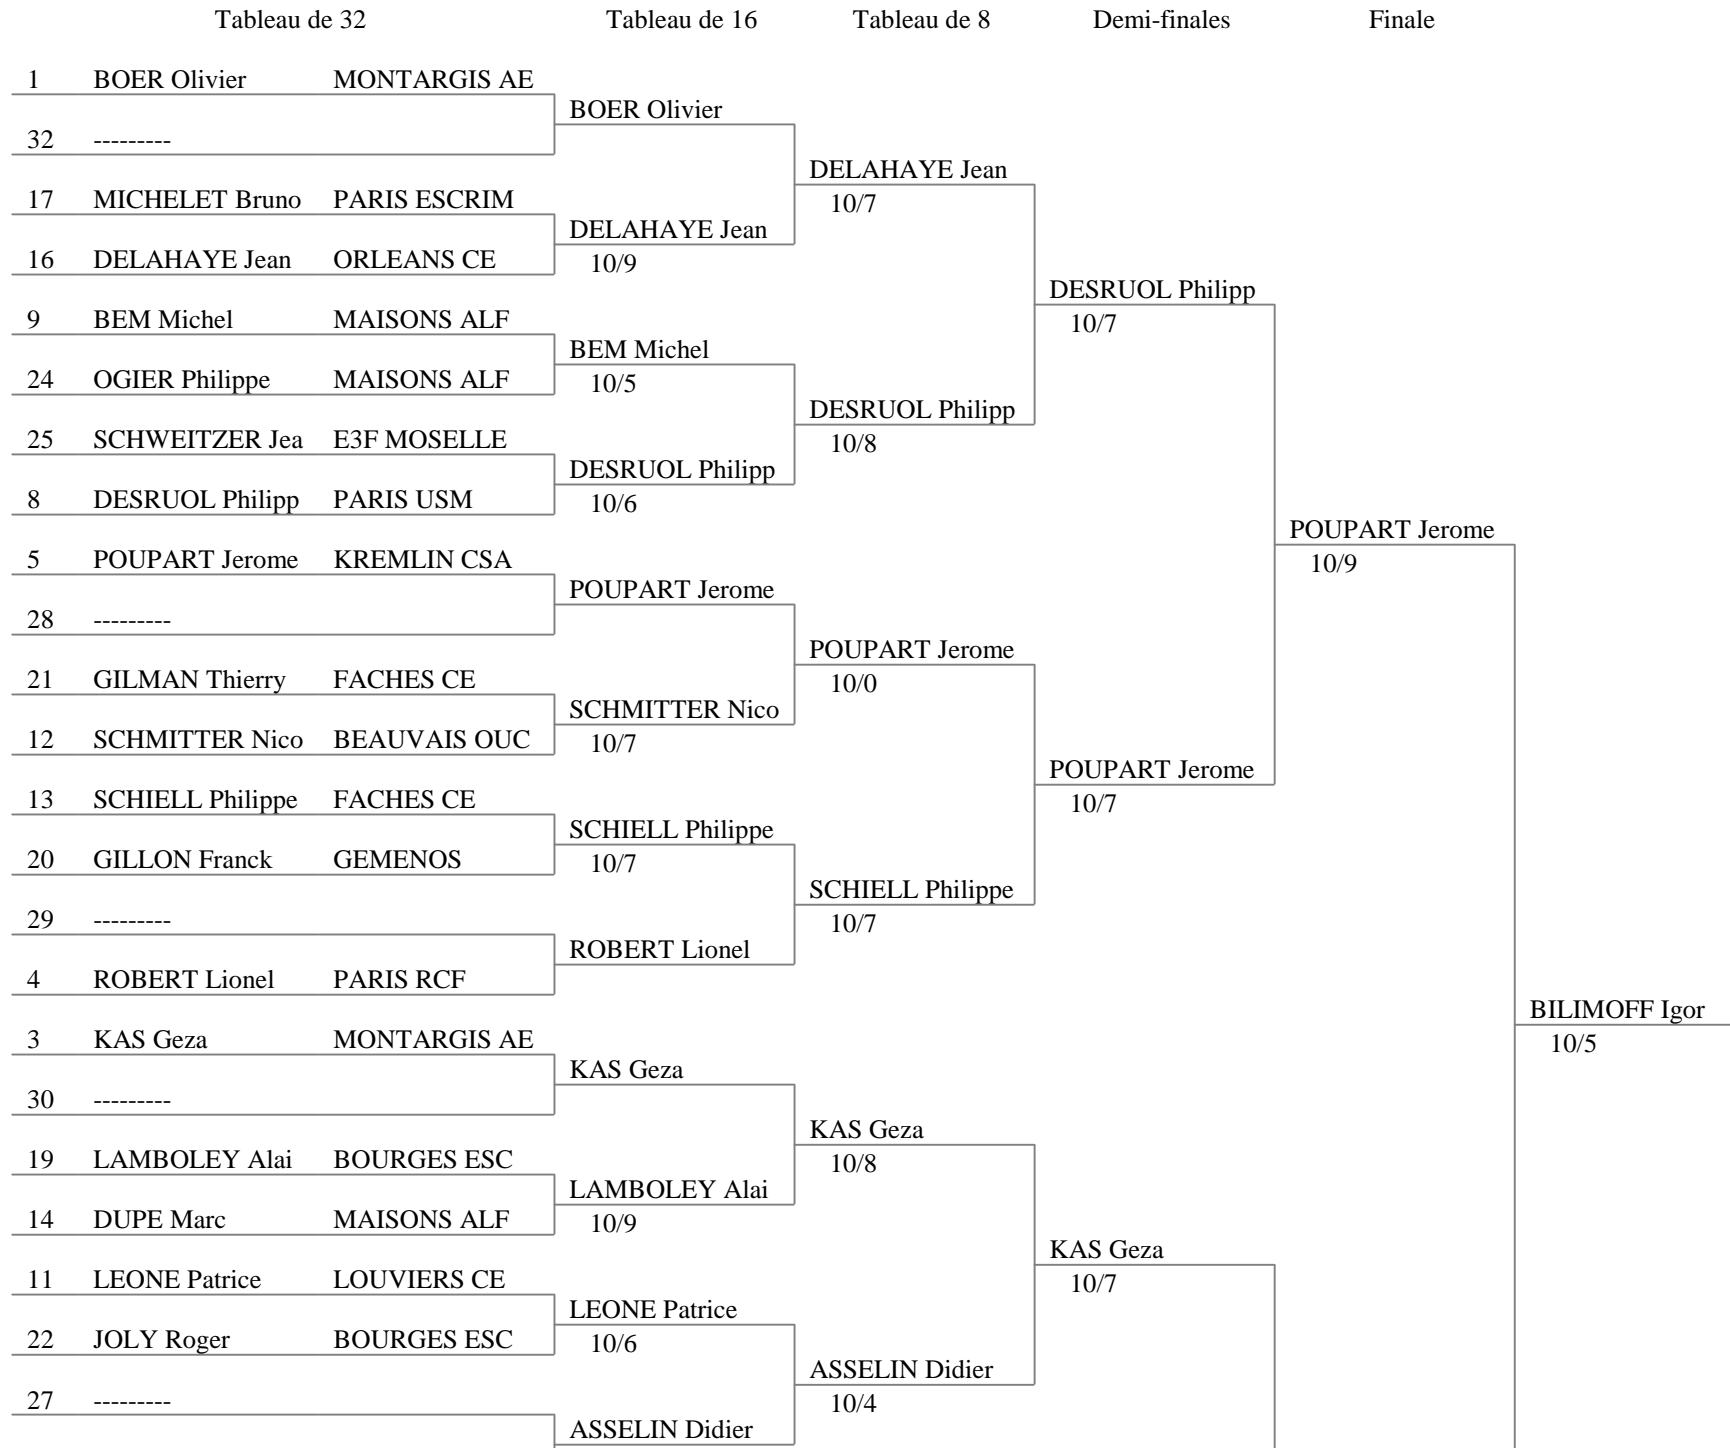 Tableau de 32 Tableau de 16 Tableau de 8 Demi-finales Finale
1 BOER Olivier MONTARGIS AE
BOER Olivier
32 ---------
DELAHAYE Jean
10/7
17 MICHELET Bruno PARIS ESCRIM
DELAHAYE Jean
10/9
16 DELAHAYE Jean ORLEANS CE
DESRUOL Philipp
10/7
9 BEM Michel MAISONS ALF
BEM Michel
10/5
24 OGIER Philippe MAISONS ALF
DESRUOL Philipp
10/8
25 SCHWEITZER Jea E3F MOSELLE
DESRUOL Philipp
10/6
8 DESRUOL Philipp PARIS USM
POUPART Jerome
10/9
5 POUPART Jerome KREMLIN CSA
POUPART Jerome
28 ---------
POUPART Jerome
10/0
21 GILMAN Thierry FACHES CE
SCHMITTER Nico
10/7
12 SCHMITTER Nico BEAUVAIS OUC
POUPART Jerome
10/7
13 SCHIELL Philippe FACHES CE
SCHIELL Philippe
10/7
20 GILLON Franck GEMENOS
SCHIELL Philippe
10/7
29 ---------
ROBERT Lionel
4 ROBERT Lionel PARIS RCF
BILIMOFF Igor
10/5
3 KAS Geza MONTARGIS AE
KAS Geza
30 ---------
KAS Geza
10/8
19 LAMBOLEY Alai BOURGES ESC
LAMBOLEY Alai
10/9
14 DUPE Marc MAISONS ALF
KAS Geza
10/7
11 LEONE Patrice LOUVIERS CE
LEONE Patrice
10/6
22 JOLY Roger BOURGES ESC
ASSELIN Didier
10/4
27 ---------
ASSELIN Didier